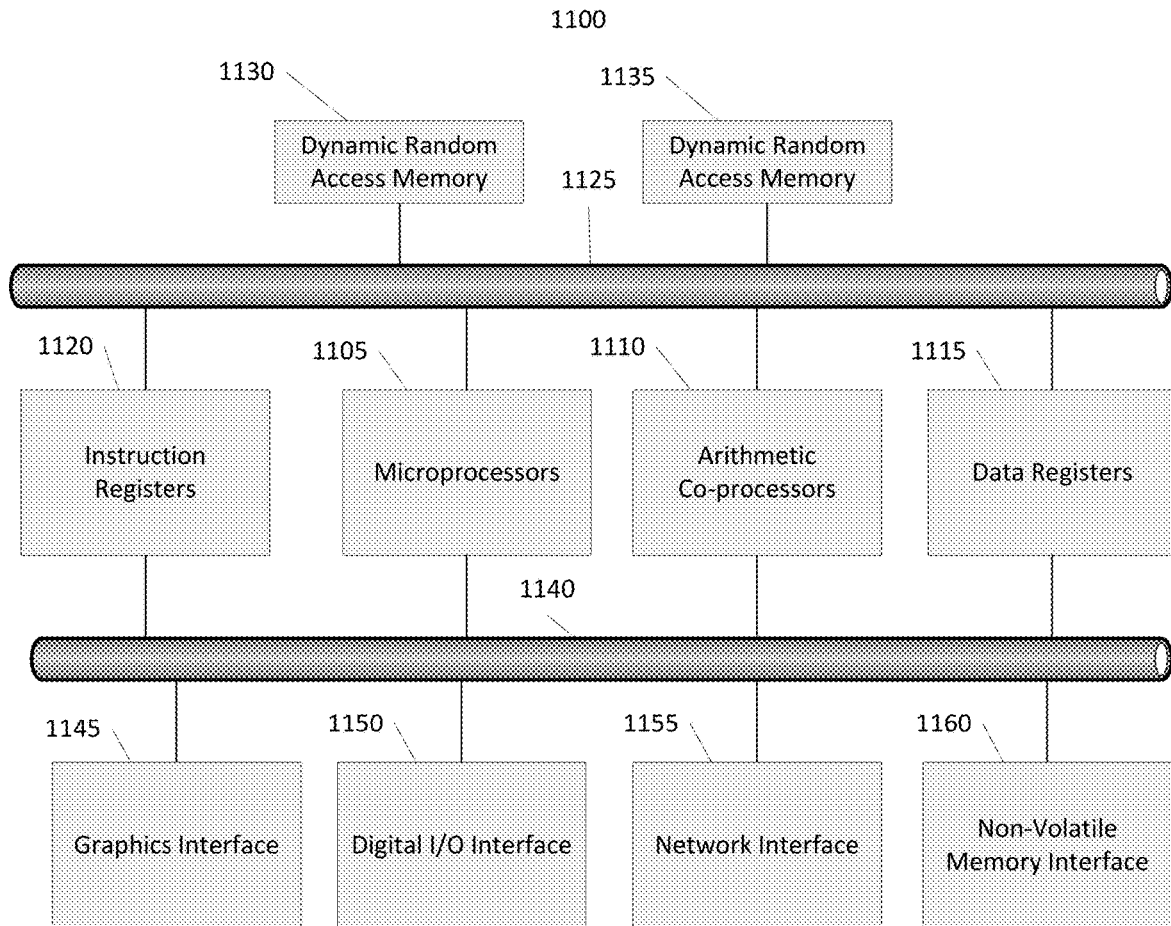 1100
1130
1135
Dynamic Random
Access Memory
Dynamic Random
Access Memory
1125
1120
1105
1110
1115
Instruction
Registers
Microprocessors
Arithmetic
Co-processors
Data Registers
1140
1145
1150
1155
1160
Graphics Interface
Digital I/O Interface
Network Interface
Non-Volatile
Memory Interface